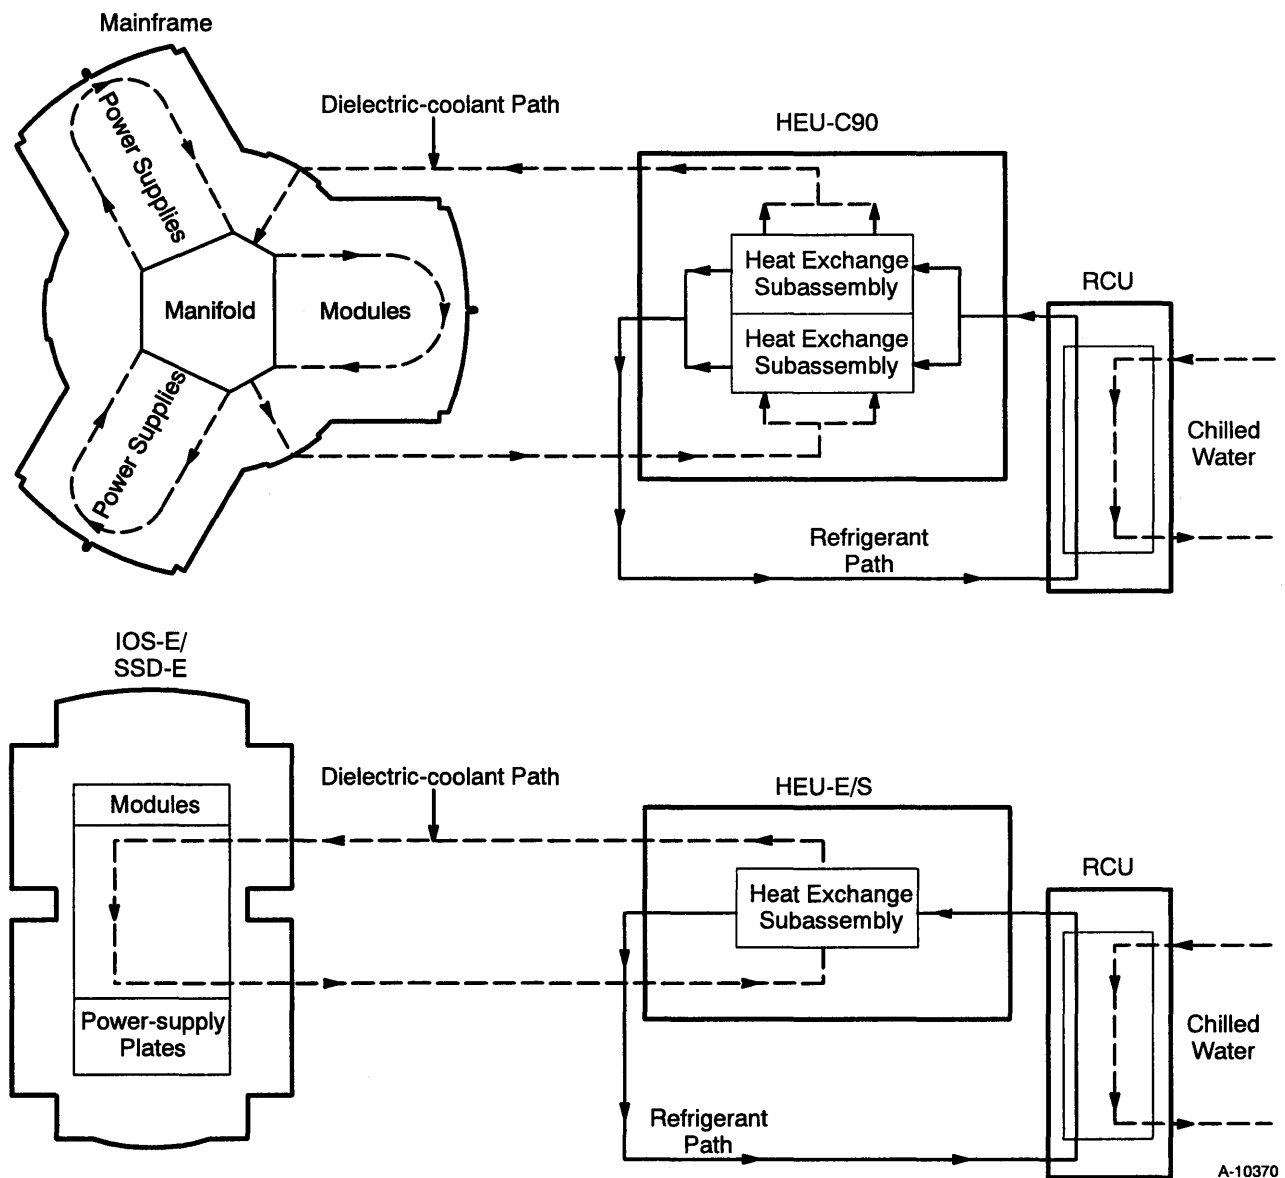 Mainframe
Dielectric-coolant Path
HEU-C90
Power Supplies
Heat Exchange
Subassembly
RCU
Manifold
Modules
Heat Exchange
Subassembly
Power Supplies
Chilled
Water
Refrigerant
Path
IOS-E/
SSD-E
Dielectric-coolant Path
HEU-E/S
Modules
RCU
Heat Exchange
Subassembly
Power-supply
Plates
Chilled
Water
Refrigerant
Path
A-10370